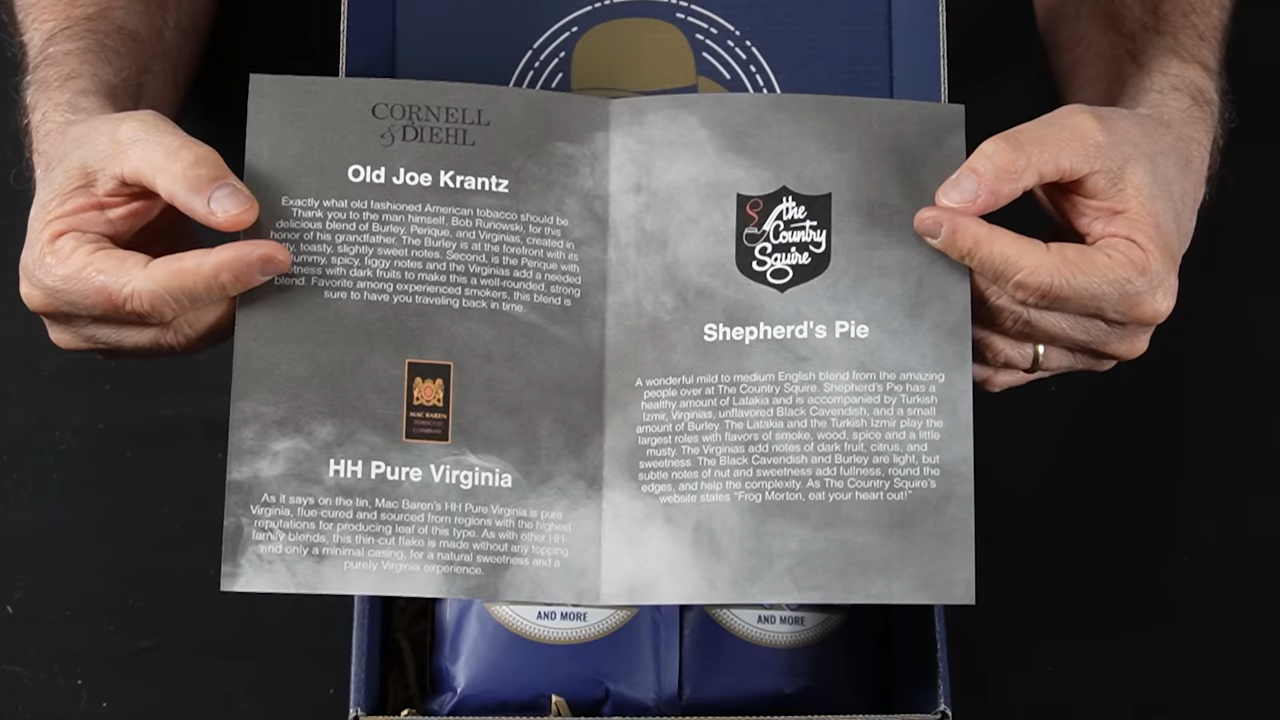 CORNELL
& DIEHL
Old Joe Krantz
Exactly what old fashioned American tobacco should be.
Thank you to the man himself, Bob Runowski, for this
delicious blend of Burley, Perique, and Virginias, created in
honor of his grandfather. The Burley is at the forefront with its
toasty, slightly sweet notes. Second, is the Perique with
spicy, figgy notes and the Virginias add a needed
with dark fruits to make this a well-rounded, strong
blend. Favorite among experienced smokers, this blend is
sure to have you traveling back in time.
MAC BAREN
TOBACCO
COMPANY
HH Pure Virginia
As it says on the tin, Mac Baren's HH Pure Virginia is pure
Virginia, flue-cured and sourced from regions with the highest
reputations for producing leaf of this type. As with other HH-
family blends, this thin-cut flake is made without any topping
and only a minimal casing, for a natural sweetness and a
purely Virginia experience.
the
Country
Squire
Shepherd's Pie
A wonderful mild to medium English blend from the amazing
people over at The Country Squire. Shepherd's Pie has a
healthy amount of Latakia and is accompanied by Turkish
Izmir, Virginias, unflavored Black Cavendish, and a small
amount of Burley. The Latakia and the Turkish Izmir play the
largest roles with flavors of smoke, wood, spice and a little
musty. The Virginias add notes of dark fruit, citrus, and
sweetness. The Black Cavendish and Burley are light, but
subtle notes of nut and sweetness add fullness, round the
edges, and help the complexity. As The Country Squire's
website states "Frog Morton, eat your heart out!"
AND MORE
AND MORE